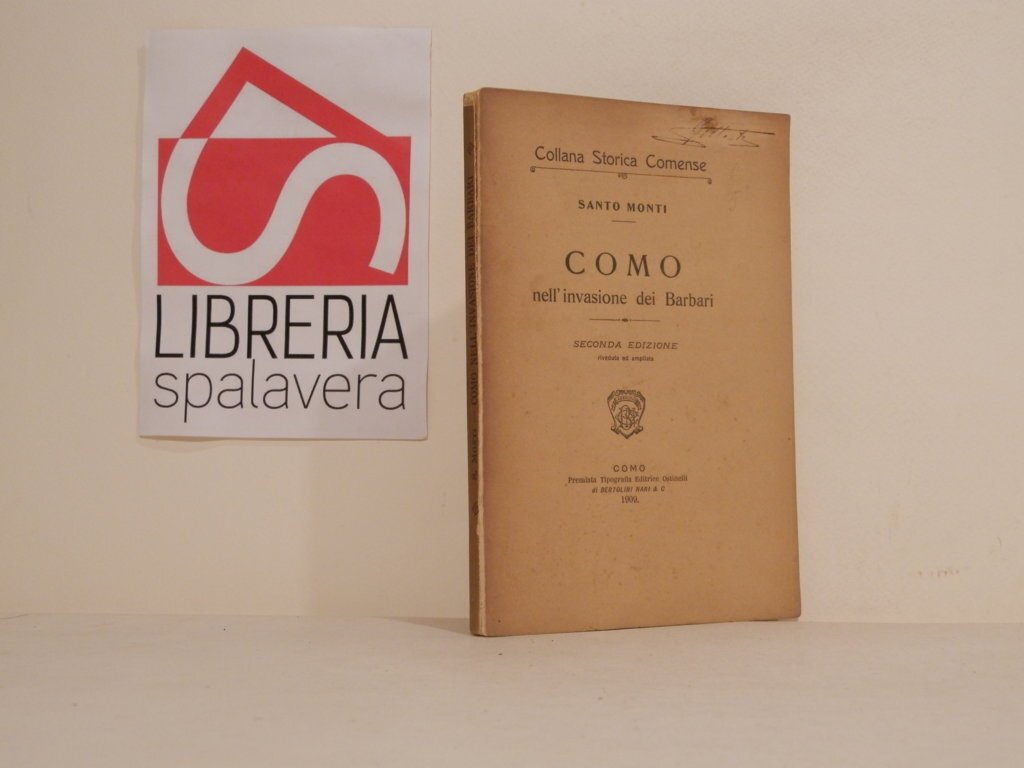 LIBRERIA
spalavera
Collana Storica Comense
SANTO MONTI
COMO
nell'invasione dei Barbari
SECONDA EDIZIONE
riveduta ed ampliata
COMO
Premiata Tipografia Editrice Ostinelli
di BERTOLINI NANI & C
1909.
S. MONTI - COMO NELL'INVASIONE DEI BARBARI